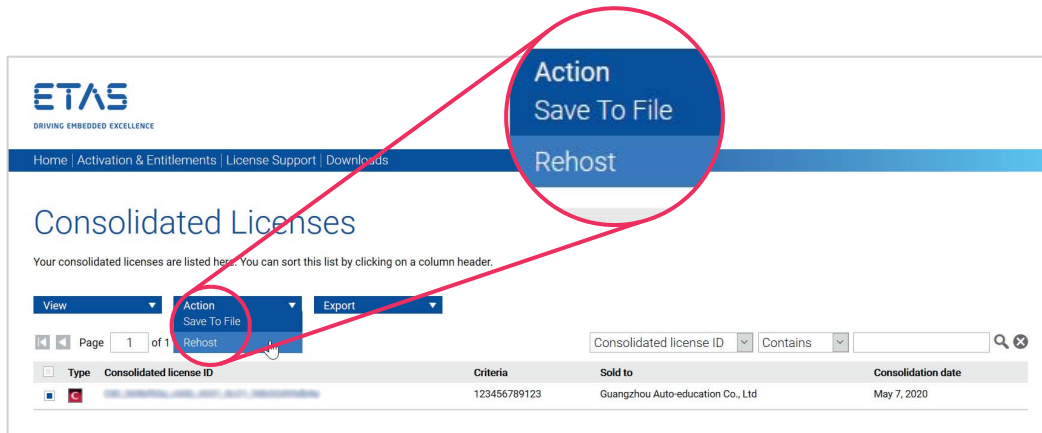 Action
Save To File
Rehost
ETAS
DRIVING EMBEDDED EXCELLENCE
Home | Activation & Entitlements | License Support | Downloads
Consolidated Licenses
Your consolidated licenses are listed here. You can sort this list by clicking on a column header.
View Action Export
Save To File
Rehost
Page 1 of 1 Consolidated license ID Contains
Type Consolidated license ID Criteria Sold to Consolidation date
C 123456789123 Guangzhou Auto-education Co., Ltd May 7, 2020